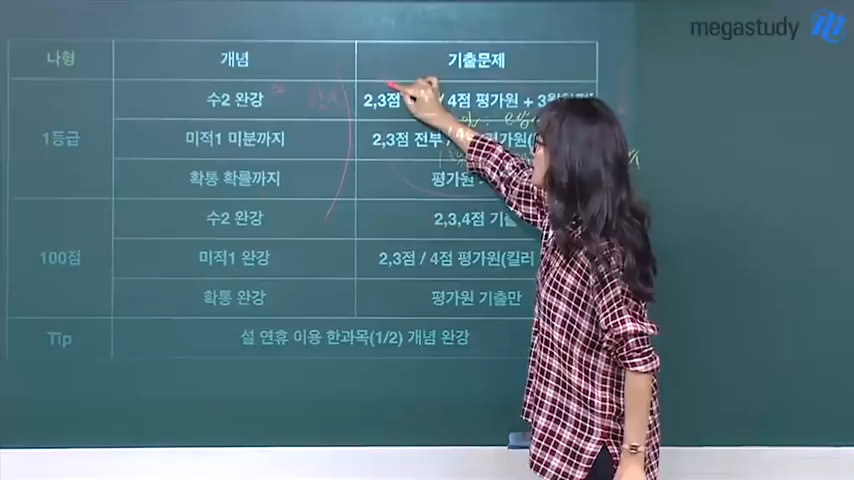 megastudy
나형 개념 기출문제
1등급
수2 완강 2,3점 / 4점 평가원 + 3
미적1 미분까지 2,3점 전부 /
확통 확률까지 평가원
100점
수2 완강 2,3,4점
미적1 완강 2,3점 / 4점 평가원(킬러
확통 완강 평가원 기출만
Tip 설 연휴 이용 한과목(1/2) 개념 완강